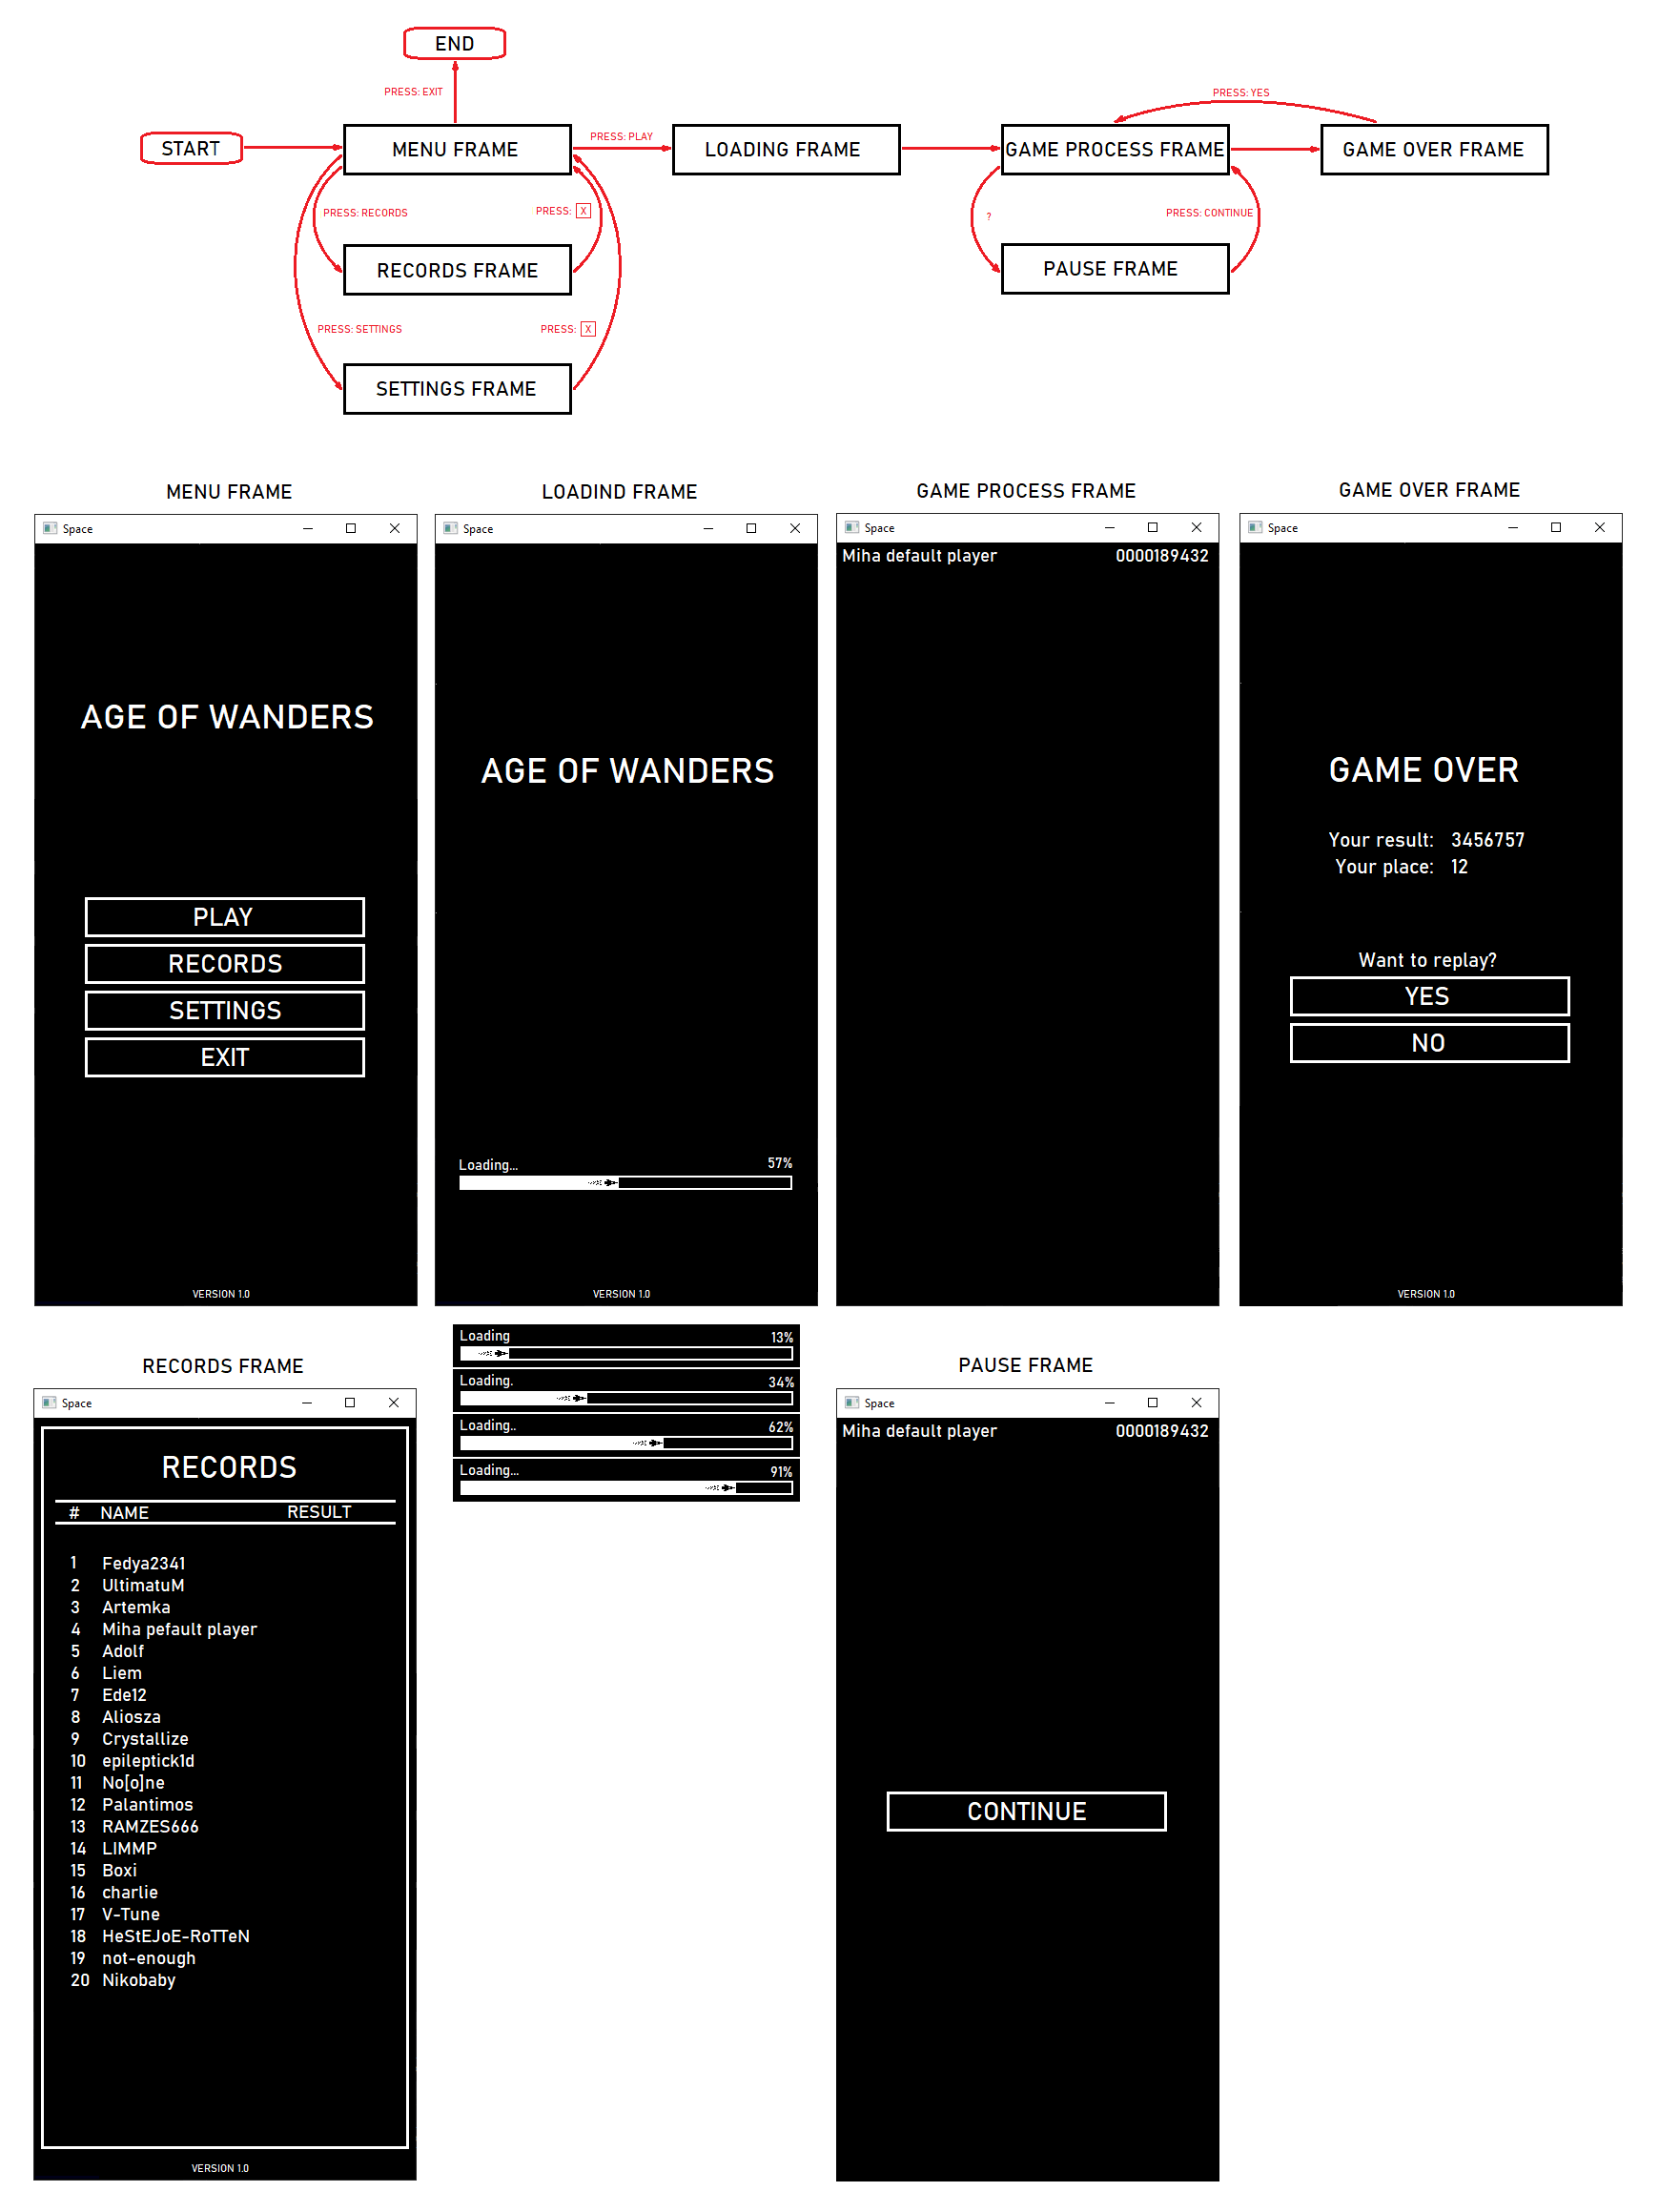 END
PRESS: EXIT
PRESS: YES
START
MENU FRAME
PRESS: PLAY
LOADING FRAME
GAME PROCESS FRAME
GAME OVER FRAME
PRESS: RECORDS
PRESS: X
?
PRESS: CONTINUE
RECORDS FRAME
PAUSE FRAME
PRESS: SETTINGS
PRESS: X
SETTINGS FRAME
MENU FRAME
Space
AGE OF WANDERS
PLAY
RECORDS
SETTINGS
EXIT
VERSION 1.0
LOADIND FRAME
Space
AGE OF WANDERS
Loading... 57%
VERSION 1.0
Loading 13%
Loading. 34%
Loading.. 62%
Loading... 91%
GAME PROCESS FRAME
Space
Miha default player 0000189432
GAME OVER FRAME
Space
GAME OVER
Your result: 3456757
Your place: 12
Want to replay?
YES
NO
VERSION 1.0
RECORDS FRAME
Space
RECORDS
# NAME RESULT
1 Fedya2341
2 UltimatuM
3 Artemka
4 Miha pefault player
5 Adolf
6 Liem
7 Ede12
8 Aliosza
9 Crystallize
10 epileptick1d
11 No[o]ne
12 Palantimos
13 RAMZES666
14 LIMMP
15 Boxi
16 charlie
17 V-Tune
18 HeStEJoE-RoTTeN
19 not-enough
20 Nikobaby
VERSION 1.0
PAUSE FRAME
Space
Miha default player 0000189432
CONTINUE